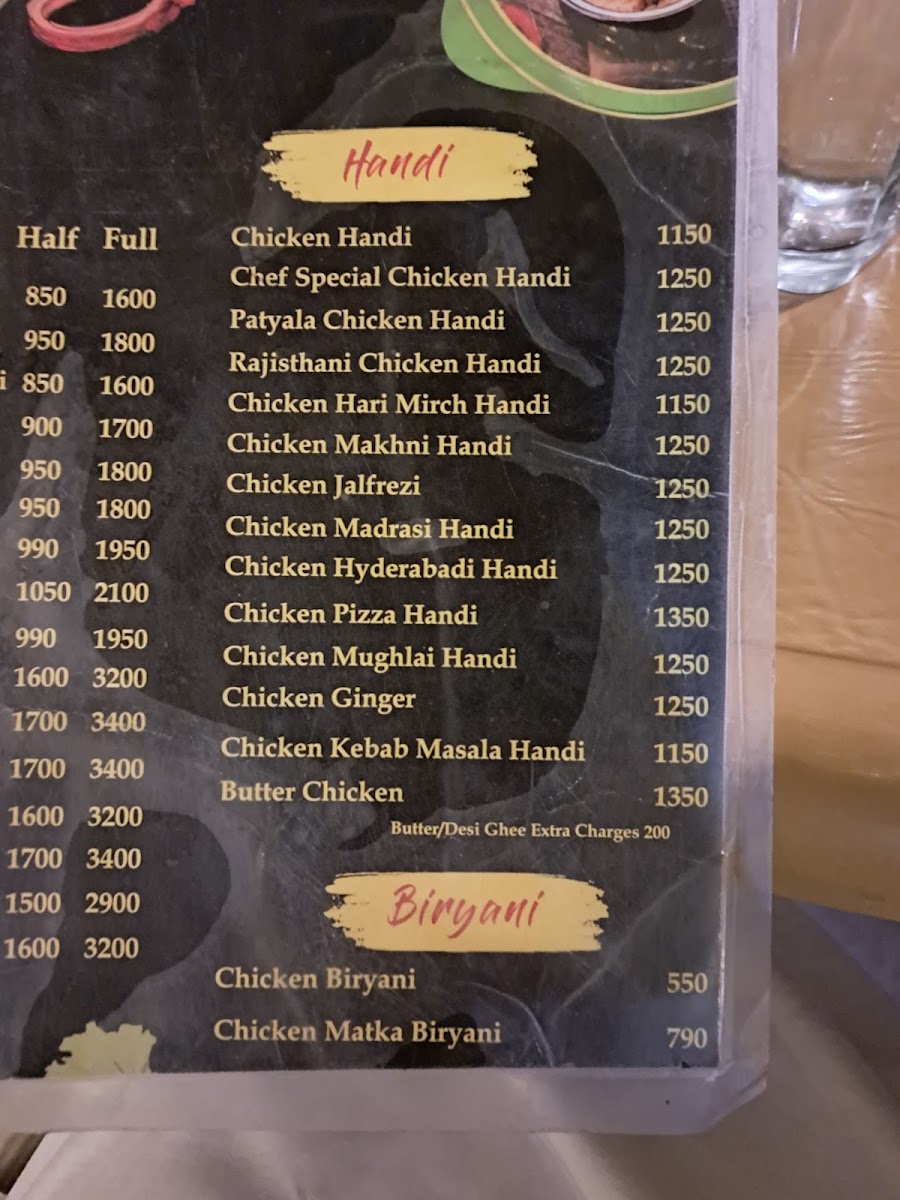 Half Full
850 1600
950 1800
i 850 1600
900 1700
950 1800
950 1800
990 1950
1050 2100
990 1950
1600 3200
1700 3400
1700 3400
1600 3200
1700 3400
1500 2900
1600 3200
Handi
Chicken Handi 1150
Chef Special Chicken Handi 1250
Patyala Chicken Handi 1250
Rajisthani Chicken Handi 1250
Chicken Hari Mirch Handi 1150
Chicken Makhni Handi 1250
Chicken Jalfrezi 1250
Chicken Madrasi Handi 1250
Chicken Hyderabadi Handi 1250
Chicken Pizza Handi 1350
Chicken Mughlai Handi 1250
Chicken Ginger 1250
Chicken Kebab Masala Handi 1150
Butter Chicken 1350
Butter/Desi Ghee Extra Charges 200
Biryani
Chicken Biryani 550
Chicken Matka Biryani 790